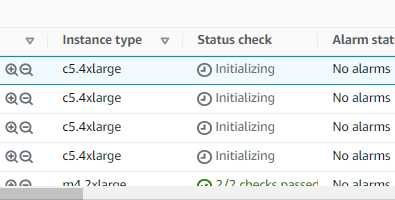 Instance type Status check Alarm stat
c5.4xlarge Initializing No alarms
c5.4xlarge Initializing No alarms
c5.4xlarge Initializing No alarms
c5.4xlarge Initializing No alarms
m4.2xlarge 2/2 checks passed No alarms